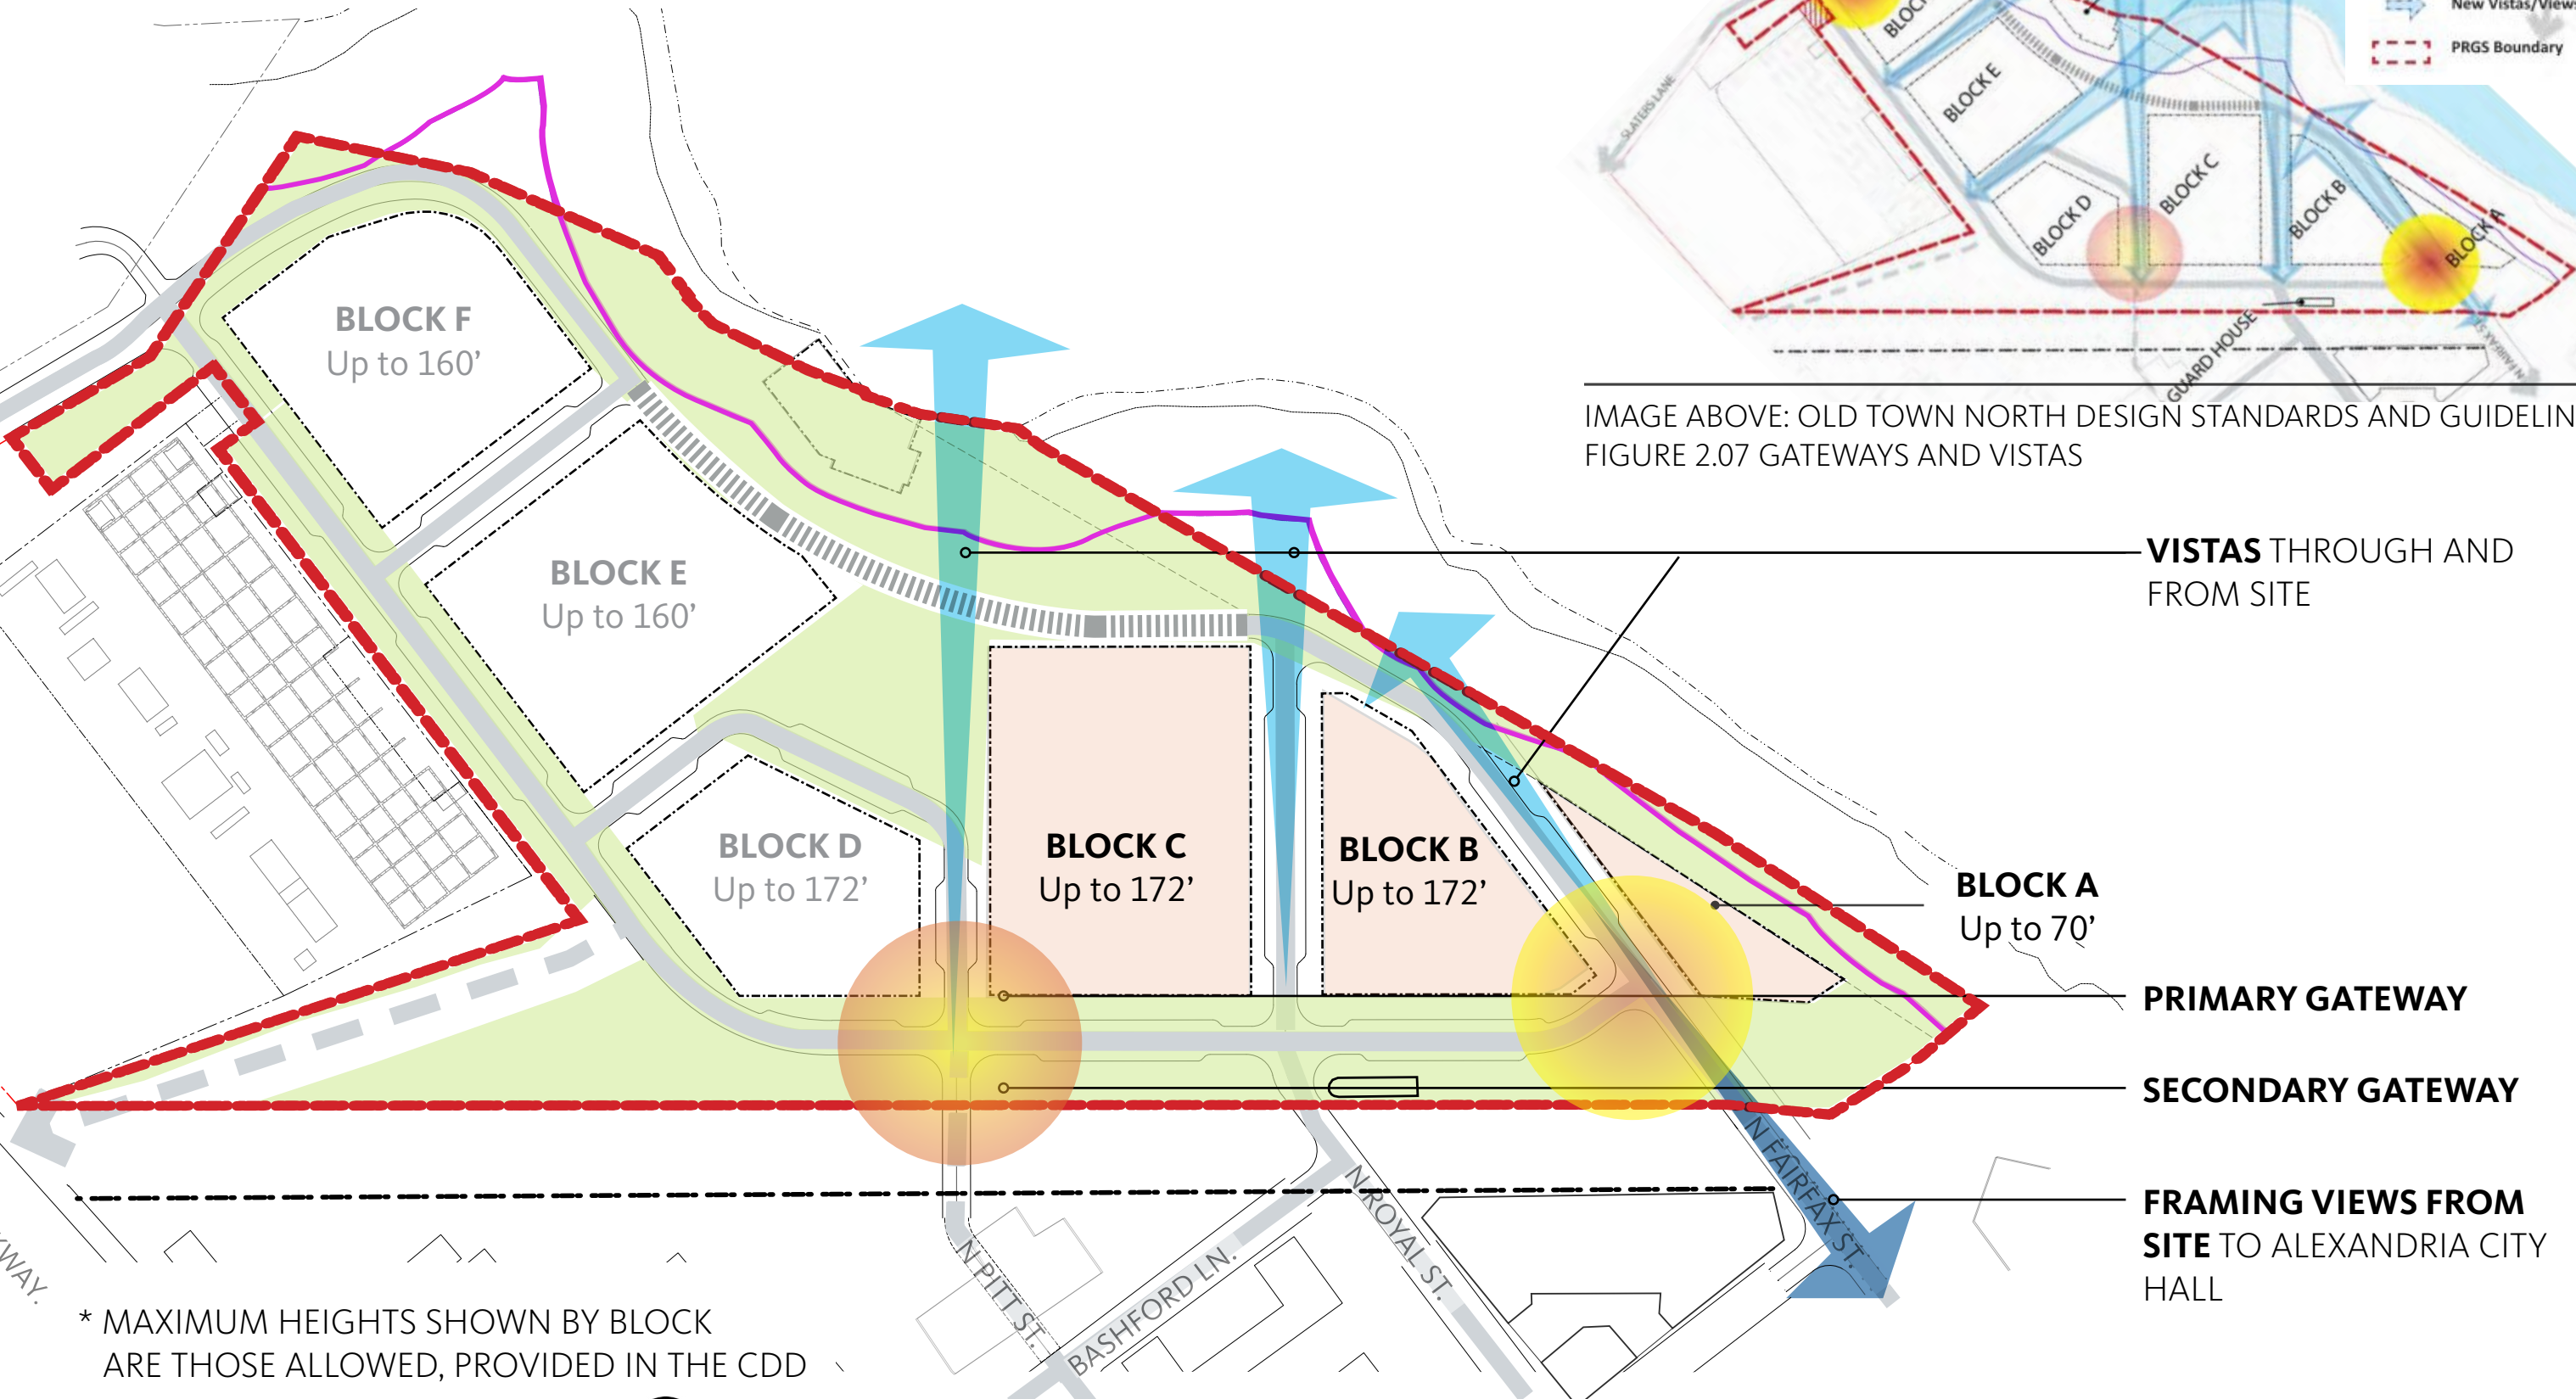 New Vistas/Views
PRGS Boundary
SLATERS LANE
BLOCK E
BLOCK D
BLOCK C
BLOCK B
BLOCK A
GUARD HOUSE
IMAGE ABOVE: OLD TOWN NORTH DESIGN STANDARDS AND GUIDELIN
FIGURE 2.07 GATEWAYS AND VISTAS
BLOCK F
Up to 160’
BLOCK E
Up to 160’
VISTAS THROUGH AND
FROM SITE
BLOCK D
Up to 172’
BLOCK C
Up to 172’
BLOCK B
Up to 172’
BLOCK A
Up to 70’
PRIMARY GATEWAY
SECONDARY GATEWAY
FRAMING VIEWS FROM
SITE TO ALEXANDRIA CITY
HALL
N FAIRFAX ST.
N ROYAL ST.
N PITT ST.
BASHFORD LN.
WAY.
* MAXIMUM HEIGHTS SHOWN BY BLOCK
ARE THOSE ALLOWED, PROVIDED IN THE CDD